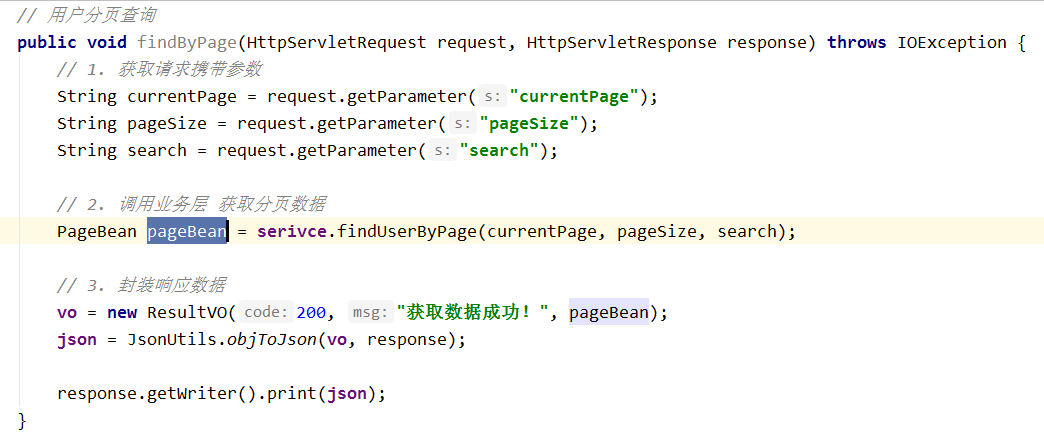 // 用户分页查询
public void findByPage(HttpServletRequest request, HttpServletResponse response) throws IOException {
// 1. 获取请求携带参数
String currentPage = request.getParameter( s: "currentPage");
String pageSize = request.getParameter( s: "pageSize");
String search = request.getParameter( s: "search");
// 2. 调用业务层 获取分页数据
PageBean pageBean = serivce.findUserByPage(currentPage, pageSize, search);
// 3. 封装响应数据
vo = new ResultVO( code: 200, msg: "获取数据成功！", pageBean);
json = JsonUtils.objToJson(vo, response);
response.getWriter().print(json);
}